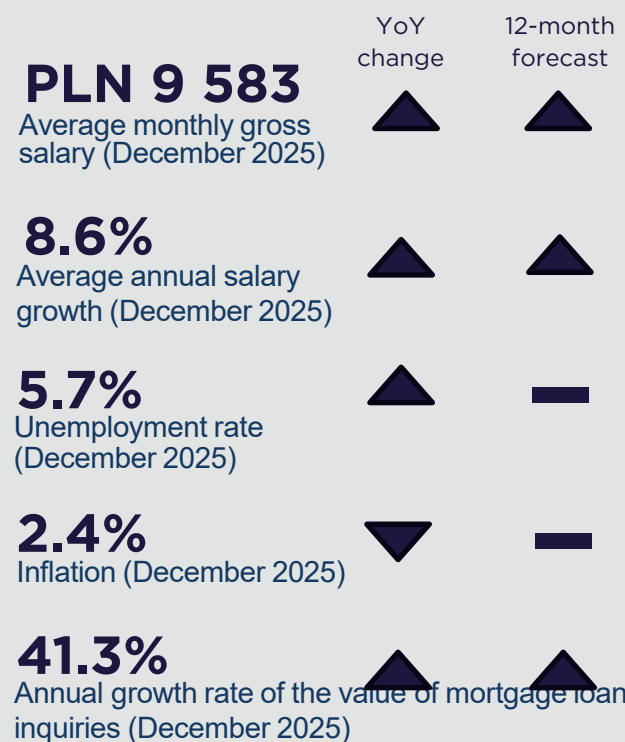 YoY change
12-month forecast
PLN 9 583
Average monthly gross
salary (December 2025)
8.6%
Average annual salary
growth (December 2025)
5.7%
Unemployment rate
(December 2025)
2.4%
Inflation (December 2025)
41.3%
Annual growth rate of the value of mortgage loan
inquiries (December 2025)